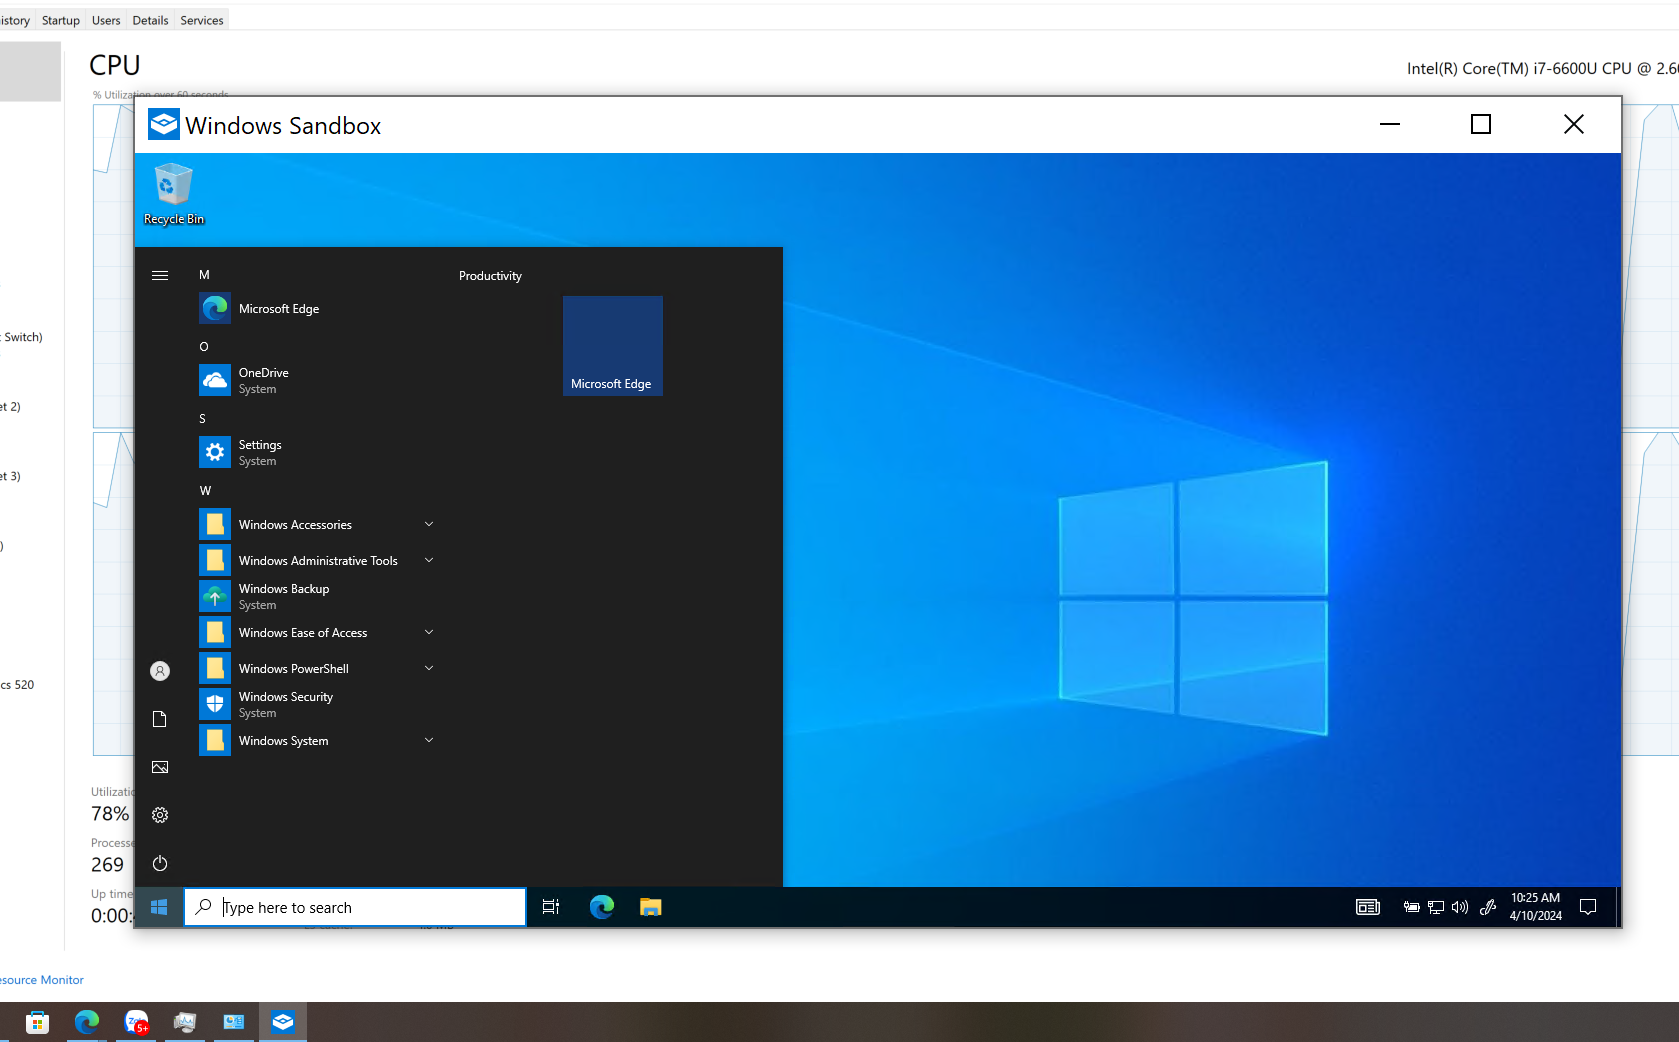 istory Startup Users Details Services
CPU
Intel(R) Core(TM) i7-6600U CPU @ 2.6
% Utilization over 60 seconds
Windows Sandbox
Recycle Bin
M
Productivity
Microsoft Edge
O
OneDrive
System
Microsoft Edge
S
Settings
System
W
Windows Accessories
Windows Administrative Tools
Windows Backup
System
Windows Ease of Access
Windows PowerShell
Windows Security
System
Windows System
Switch)
et 2)
et 3)
)
cs 520
Utilizatio
78%
Processe
269
Up time
0:00:
Type here to search
10:25 AM
4/10/2024
esource Monitor
5+